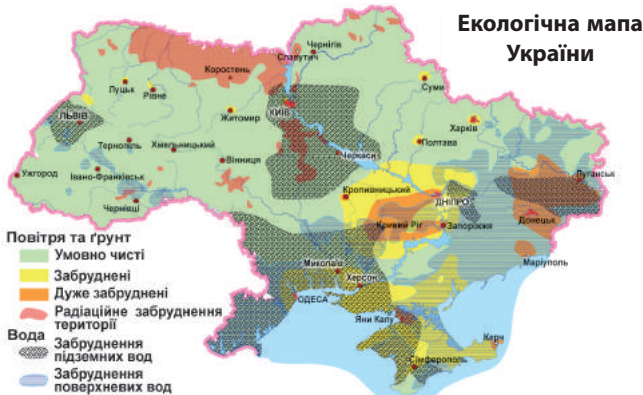 Екологічна мапа
України
Чернігів
Славутич
Коростень
Луцьк
Рівне
КИЇВ
Суми
ЛЬВІВ
Житомир
Харків
Тернопіль
Хмельницький
Полтава
Черкаси
Вінниця
Луганськ
Ужгород
Івано-Франківськ
Кропивницький
ДНІПРО
Чернівці
Кривий Ріг
Запоріжжя
Донецьк
Повітря та ґрунт
Умовно чисті
Забруднені
Дуже забруднені
Радіаційне забруднення
території
Вода
Забруднення
підземних вод
Забруднення
поверхневих вод
Маріуполь
Миколаїв
Херсон
ОДЕСА
Яни Капу
Керч
Сімферополь